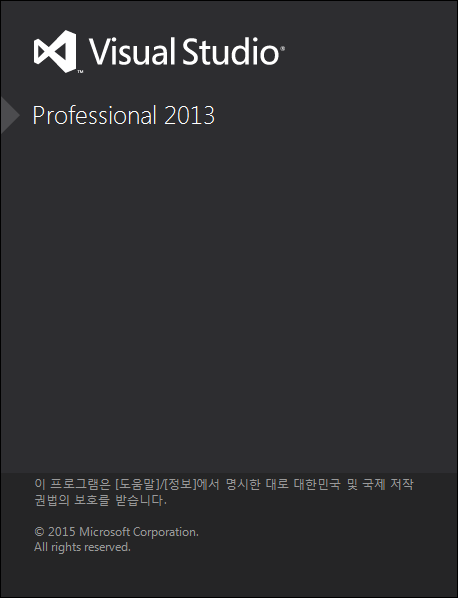 Visual Studio®
™
Professional 2013
이 프로그램은 [도움말]/[정보]에서 명시한 대로 대한민국 및 국제 저작
권법의 보호를 받습니다.
© 2015 Microsoft Corporation.
All rights reserved.